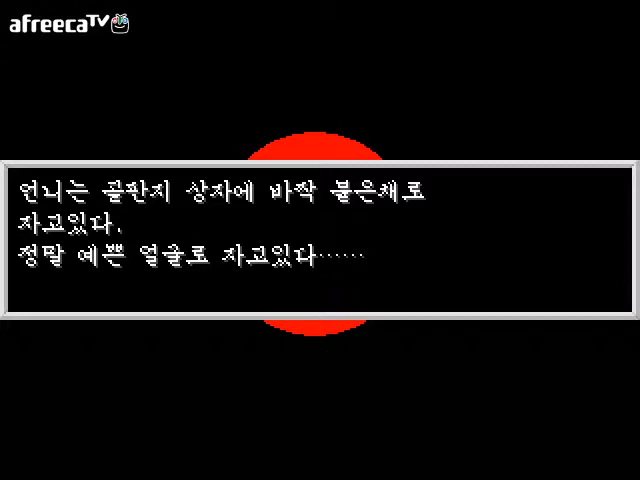 afreecaTV
언니는 골판지 상자에 바싹 붙은채로
자고있다.
정말 예쁜 얼굴로 자고있다······